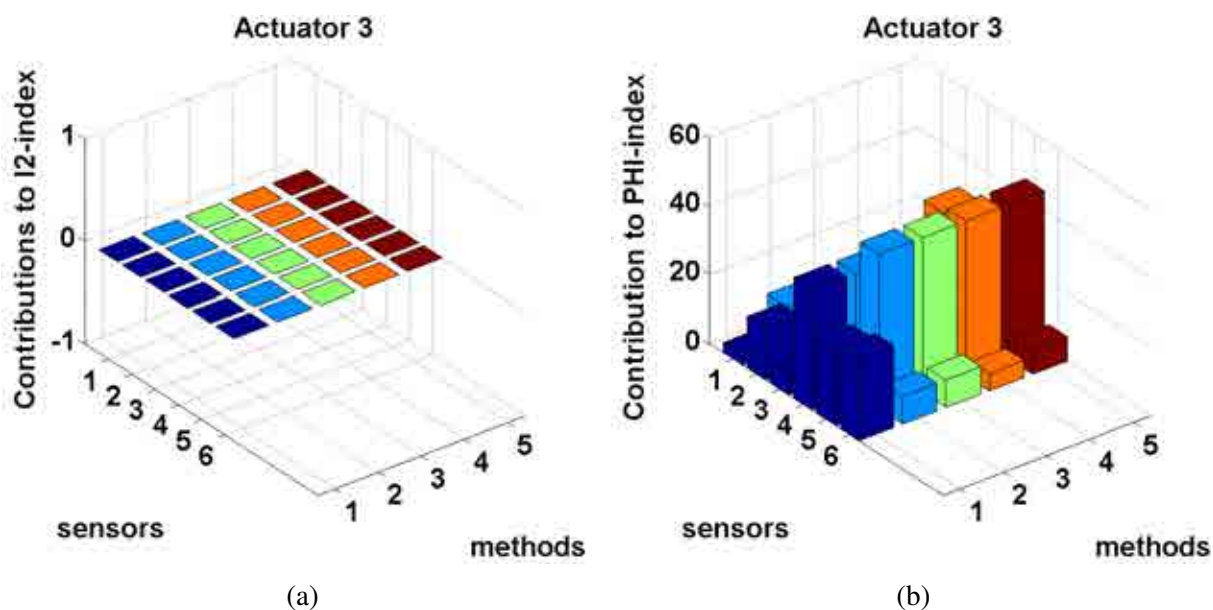 Actuator 3
Contributions to I2-index
1
0
-1
1
2
3
4
5
6
sensors
1
2
3
4
5
methods
(a)
Actuator 3
Contribution to PHI-index
60
40
20
0
1
2
3
4
5
6
sensors
1
2
3
4
5
methods
(b)